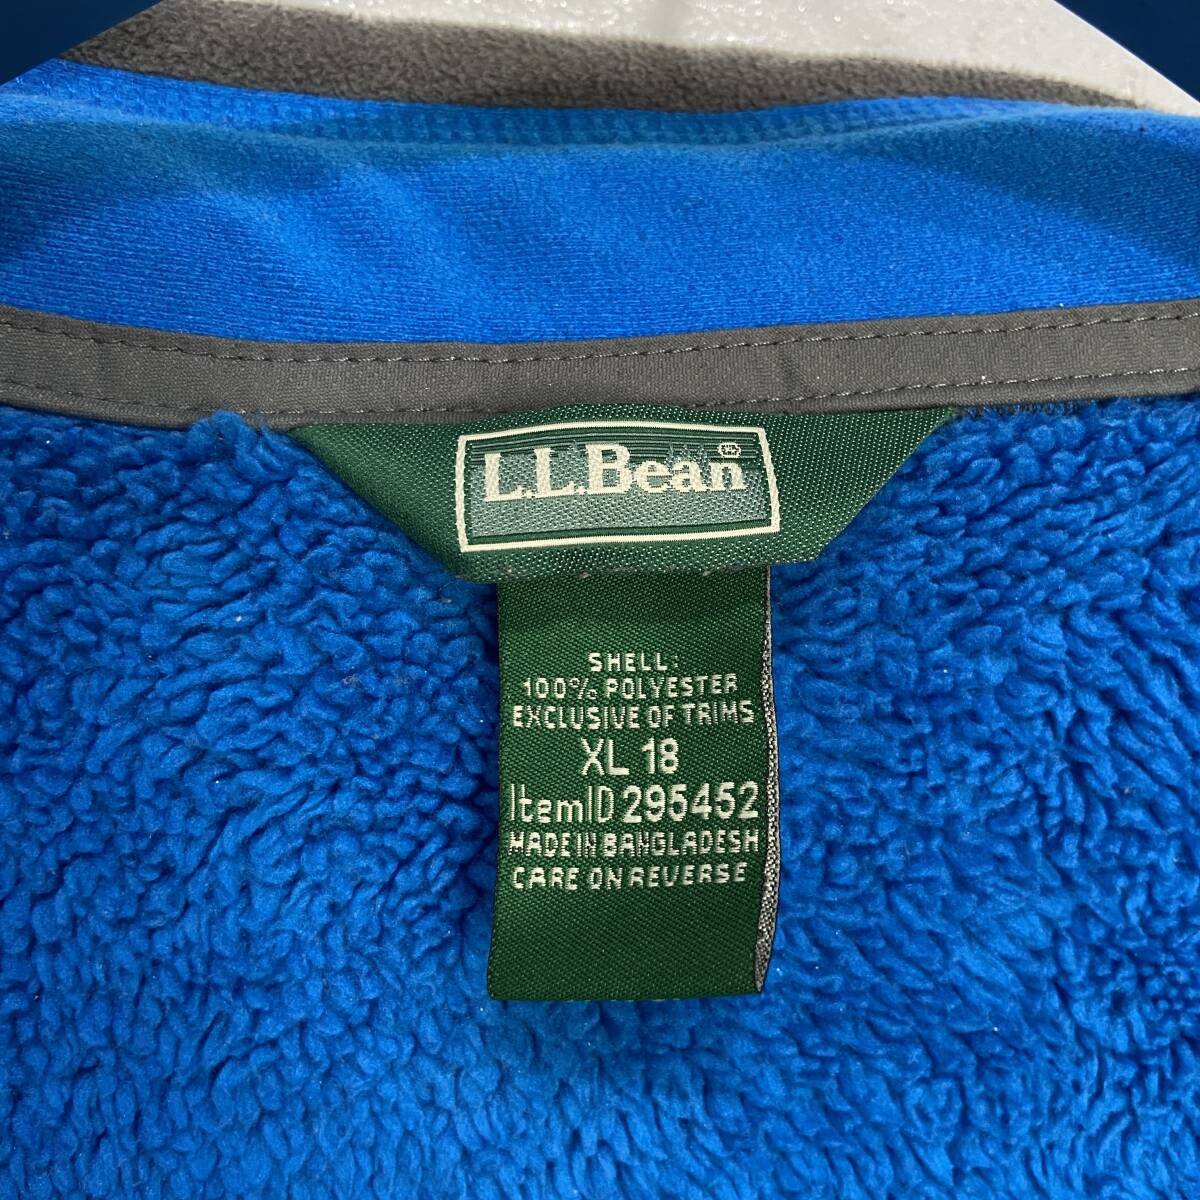 L.L.Bean
SHELL:
100% POLYESTER
EXCLUSIVE OF TRIMS
XL 18
ItemID 295452
MADE IN BANGLADESH
CARE ON REVERSE